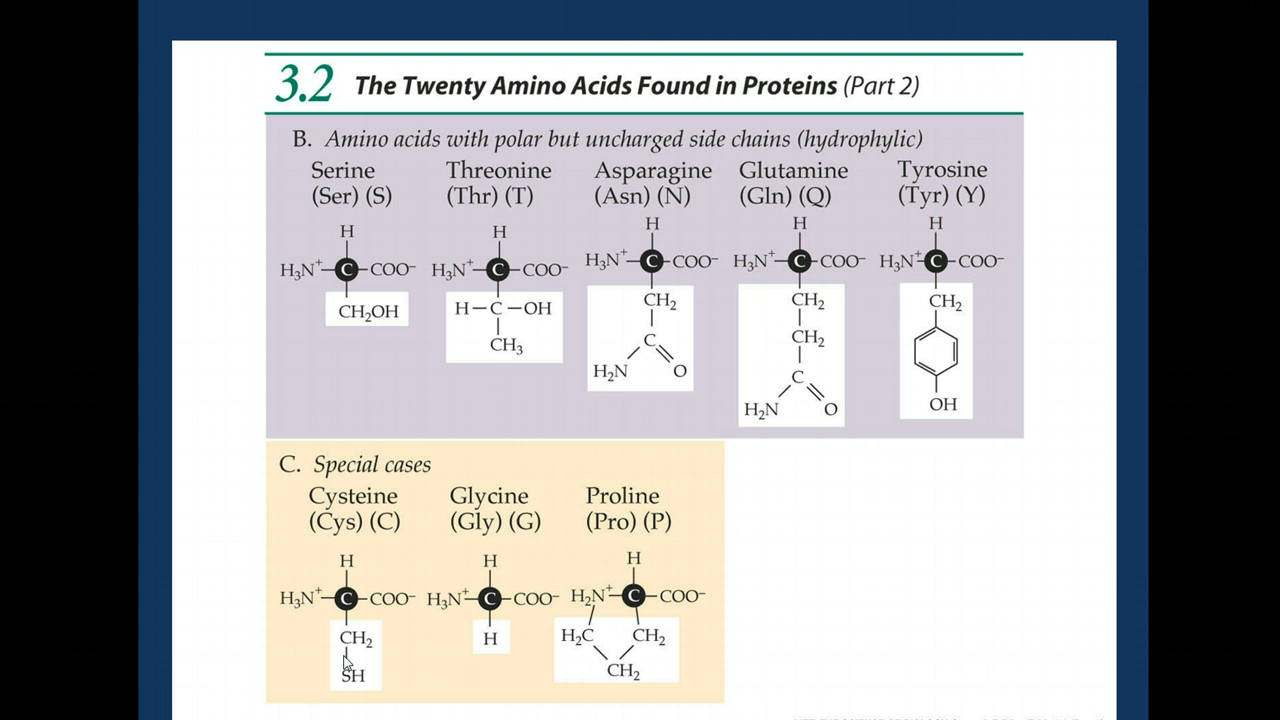 3.2 The Twenty Amino Acids Found in Proteins (Part 2)
B. Amino acids with polar but uncharged side chains (hydrophylic)
Serine
(Ser) (S)
H
H₃N⁺ C COO⁻
CH₂OH
Threonine
(Thr) (T)
H
H₃N⁺ C COO⁻
H C OH
CH₃
Asparagine
(Asn) (N)
H
H₃N⁺ C COO⁻
CH₂
C
H₂N O
Glutamine
(Gln) (Q)
H
H₃N⁺ C COO⁻
CH₂
CH₂
C
H₂N O
Tyrosine
(Tyr) (Y)
H
H₃N⁺ C COO⁻
CH₂
OH
C. Special cases
Cysteine
(Cys) (C)
H
H₃N⁺ C COO⁻
CH₂
SH
Glycine
(Gly) (G)
H
H₃N⁺ C COO⁻
H
Proline
(Pro) (P)
H
H₂N⁺ C COO⁻
H₂C CH₂
CH₂